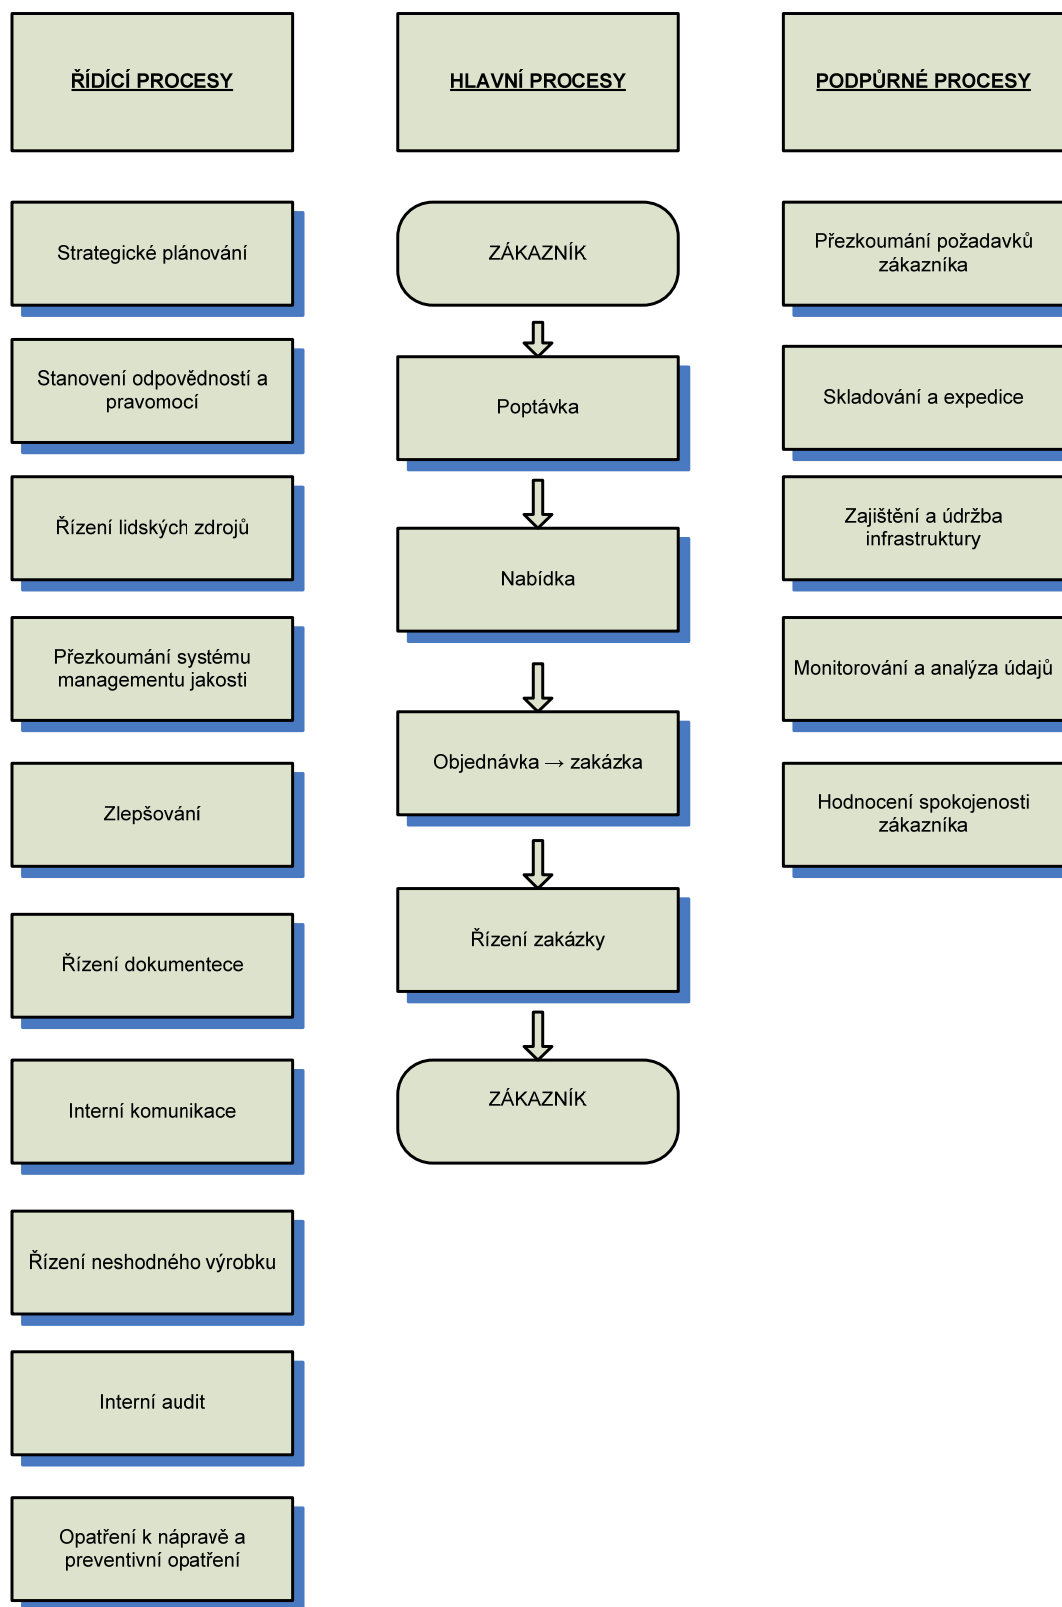 ŘÍDÍCÍ PROCESY
Strategické plánování
Stanovení odpovědností a
pravomocí
Řízení lidských zdrojů
Přezkoumání systému
managementu jakosti
Zlepšování
Řízení dokumentece
Interní komunikace
Řízení neshodného výrobku
Interní audit
Opatření k nápravě a
preventivní opatření
HLAVNÍ PROCESY
ZÁKAZNÍK
Poptávka
Nabídka
Objednávka → zakázka
Řízení zakázky
ZÁKAZNÍK
PODPŮRNÉ PROCESY
Přezkoumání požadavků
zákazníka
Skladování a expedice
Zajištění a údržba
infrastruktury
Monitorování a analýza údajů
Hodnocení spokojenosti
zákazníka